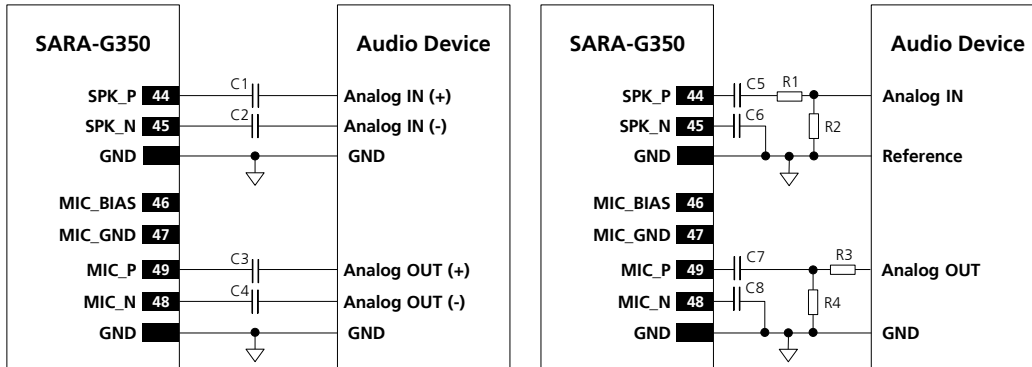 SARA-G350
Audio Device
C1
SPK_P 44 Analog IN (+)
C2
SPK_N 45 Analog IN (-)
GND GND
MIC_BIAS 46
MIC_GND 47
C3
MIC_P 49 Analog OUT (+)
C4
MIC_N 48 Analog OUT (-)
GND GND
SARA-G350
Audio Device
C5 R1
SPK_P 44 Analog IN
C6
SPK_N 45 R2
GND Reference
MIC_BIAS 46
MIC_GND 47
C7 R3
MIC_P 49 Analog OUT
C8
MIC_N 48 R4
GND GND